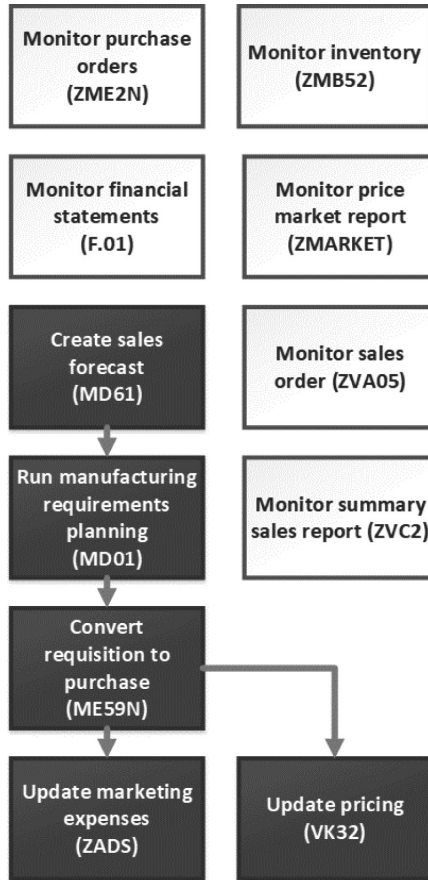 Monitor purchase
orders
(ZME2N)
Monitor inventory
(ZMB52)
Monitor financial
statements
(F.01)
Monitor price
market report
(ZMARKET)
Create sales
forecast
(MD61)
Monitor sales
order (ZVA05)
Run manufacturing
requirements
planning
(MD01)
Monitor summary
sales report (ZVC2)
Convert
requisition to
purchase
(ME59N)
Update marketing
expenses
(ZADS)
Update pricing
(VK32)